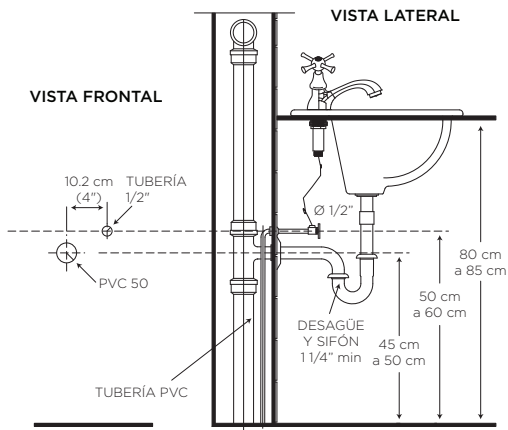 VISTA LATERAL
VISTA FRONTAL
10.2 cm
(4")
TUBERÍA
1/2"
Ø 1/2"
PVC 50
80 cm
a 85 cm
50 cm
a 60 cm
DESAGÜE
Y SIFÓN
1 1/4" min
45 cm
a 50 cm
TUBERÍA PVC